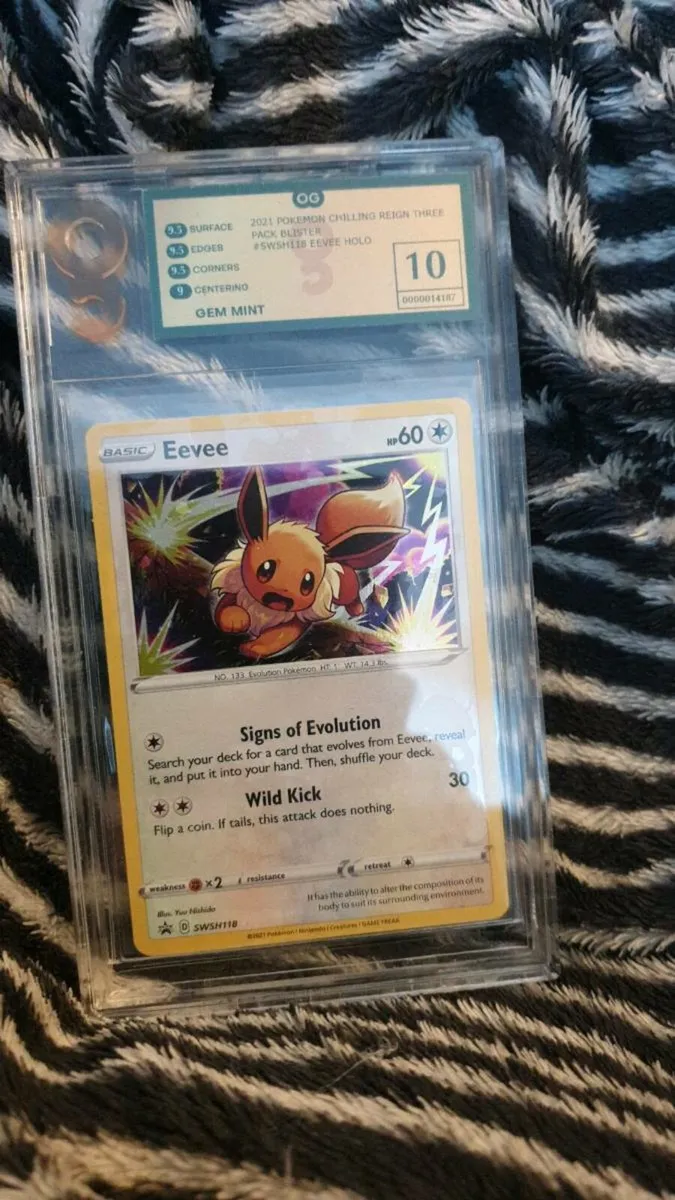 OG
9.5 SURFACE
9.5 EDGES
9.5 CORNERS
9 CENTERING
GEM MINT
2021 POKEMON CHILLING REIGN THREE
PACK BLISTER
#SWSH118 EEVEE HOLO
10
0000014187
BASIC Eevee HP 60
NO. 133 Evolution Pokémon HT: 1' WT: 14.3 lbs.
Signs of Evolution
Search your deck for a card that evolves from Eevee, reveal
it, and put it into your hand. Then, shuffle your deck.
Wild Kick 30
Flip a coin. If tails, this attack does nothing.
weakness ×2 resistance retreat
It has the ability to alter the composition of its
body to suit its surrounding environment.
Illus. Yuu Nishida
D SWSH118
©2021 Pokémon / Nintendo / Creatures / GAME FREAK